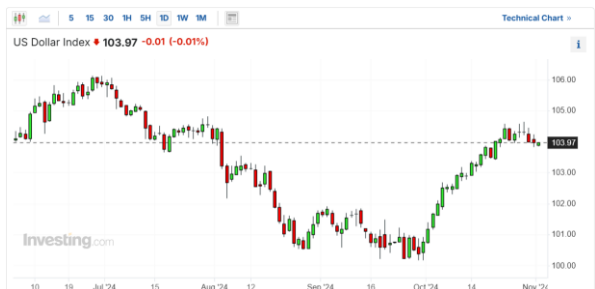 5 15 30 1H 5H 1D 1W 1M Technical Chart »
US Dollar Index 103.97 -0.01 (-0.01%) i
106.00
105.00
103.97
103.00
102.00
101.00
Investing.com
100.00
10 19 Jul '24 15 Aug '24 12 Sep '24 16 Oct '24 14 Nov '24